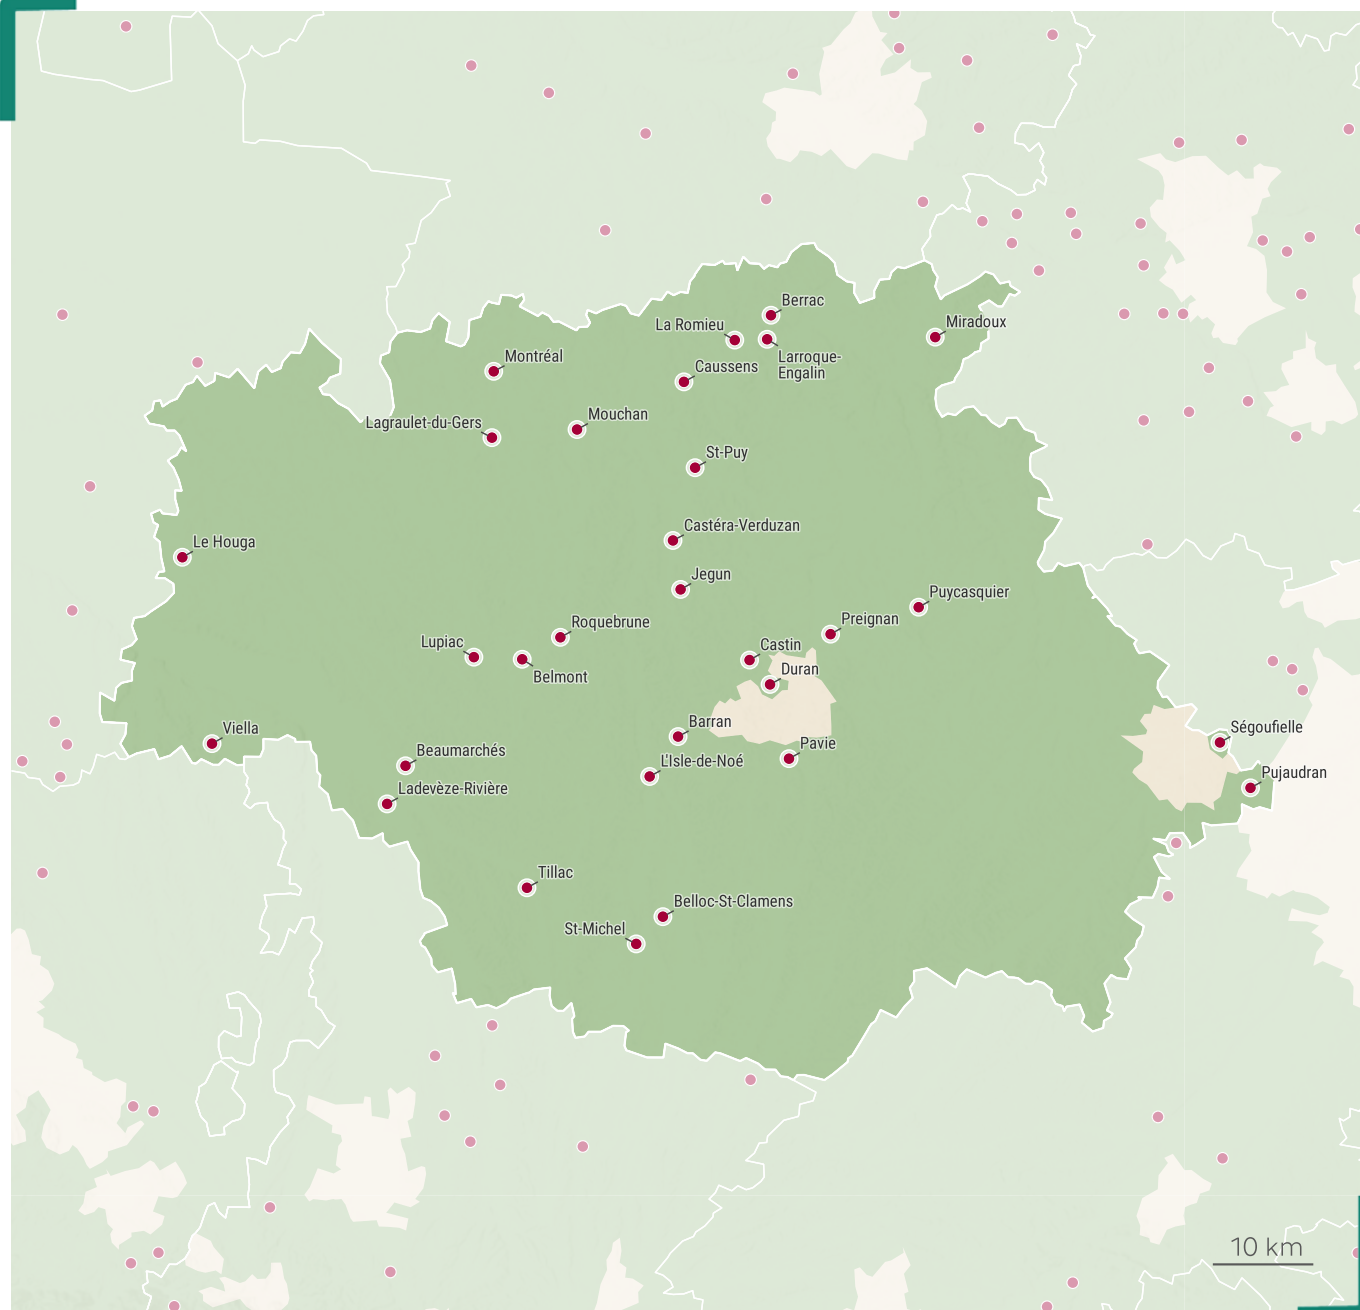 Berrac
La Romieu
Miradoux
Larroque-
Engalin
Montréal
Caussens
Mouchan
Lagraulet-du-Gers
St-Puy
Castéra-Verduzan
Le Houga
Jegun
Puycasquier
Preignan
Roquebrune
Lupiac
Castin
Belmont
Duran
Barran
Viella
Ségoufielle
Pavie
Beaumarchés
L'Isle-de-Noé
Pujaudran
Ladevèze-Rivière
Tillac
Belloc-St-Clamens
St-Michel
10 km